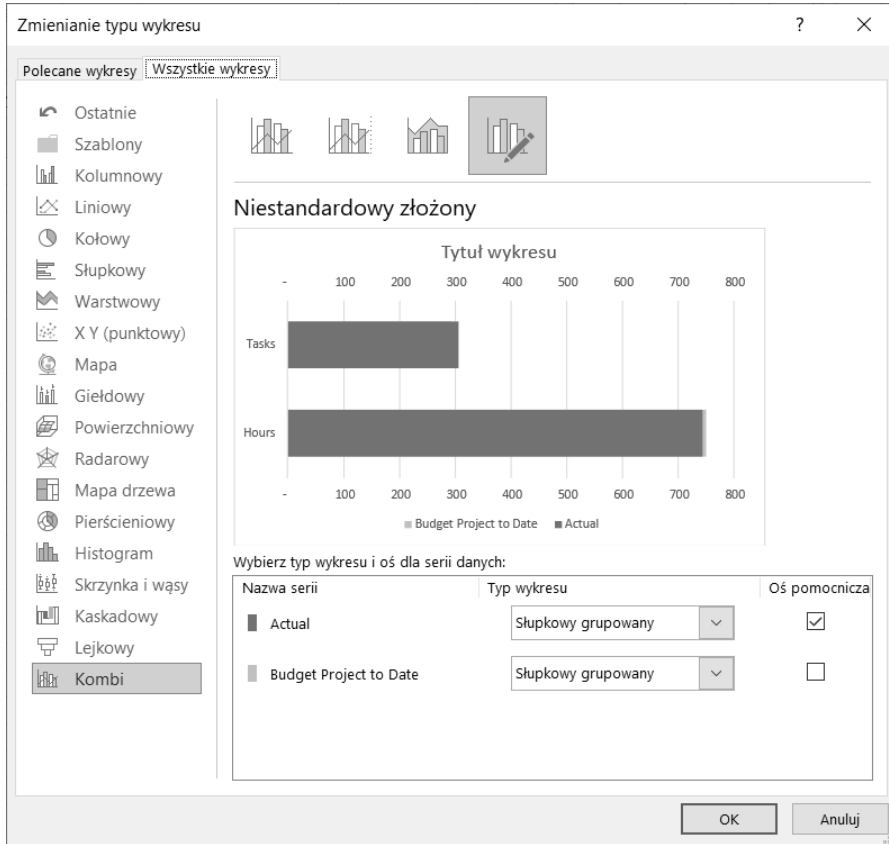 Zmienianie typu wykresu
?
Polecane wykresy
Wszystkie wykresy
Ostatnie
Szablony
Kolumnowy
Liniowy
Kołowy
Słupkowy
Warstwowy
X Y (punktowy)
Mapa
Giełdowy
Powierzchniowy
Radarowy
Mapa drzewa
Pierścieniowy
Histogram
Skrzynka i wąsy
Kaskadowy
Lejkowy
Kombi
Niestandardowy złożony
Tytuł wykresu
- 100 200 300 400 500 600 700 800
Tasks
Hours
- 100 200 300 400 500 600 700 800
Budget Project to Date Actual
Wybierz typ wykresu i oś dla serii danych:
Nazwa serii Typ wykresu Oś pomocnicza
Actual Słupkowy grupowany
Budget Project to Date Słupkowy grupowany
OK Anuluj